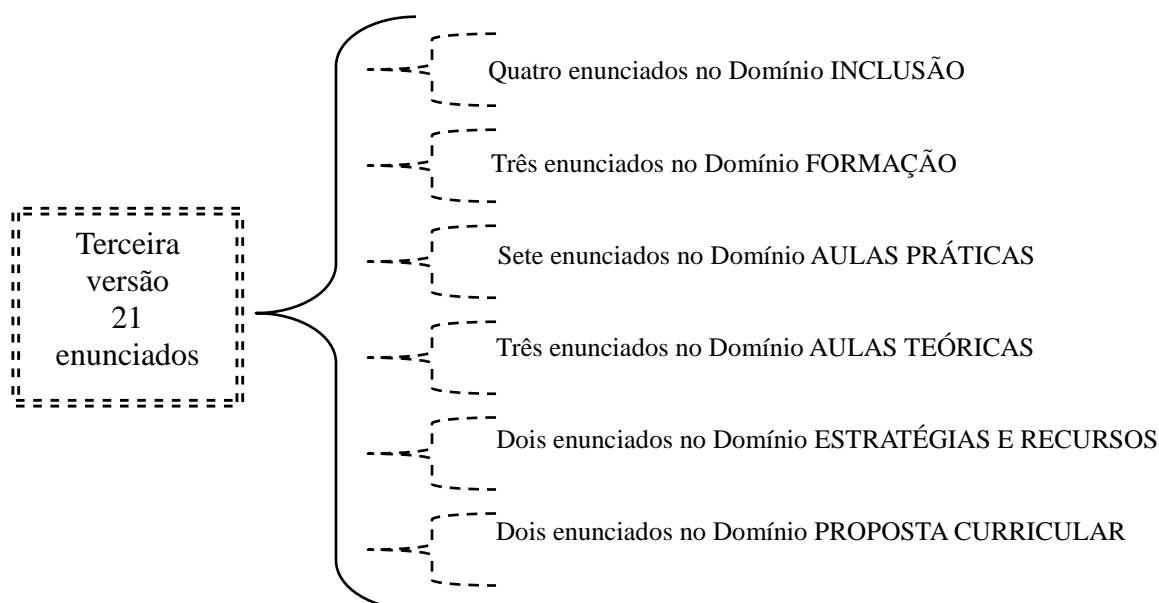 Terceira
versão
21
enunciados
Quatro enunciados no Domínio INCLUSÃO
Três enunciados no Domínio FORMAÇÃO
Sete enunciados no Domínio AULAS PRÁTICAS
Três enunciados no Domínio AULAS TEÓRICAS
Dois enunciados no Domínio ESTRATÉGIAS E RECURSOS
Dois enunciados no Domínio PROPOSTA CURRICULAR